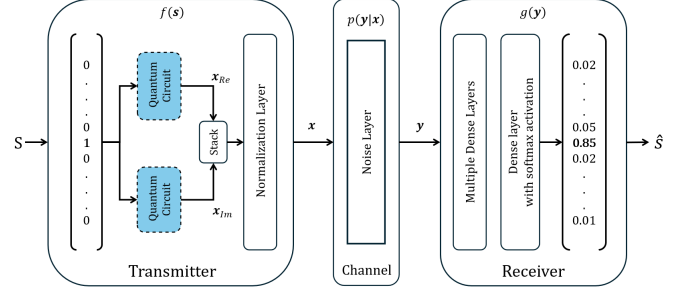 f(s)
p(y|x)
g(y)
S
0
.
.
.
0
1
0
.
.
.
0
Quantum
Circuit
Quantum
Circuit
x_Re
x_Im
Stack
Normalization Layer
x
Noise Layer
y
Multiple Dense Layers
Dense layer
with softmax activation
0.02
.
.
.
0.05
0.85
0.02
.
.
.
0.01
Ŝ
Transmitter
Channel
Receiver